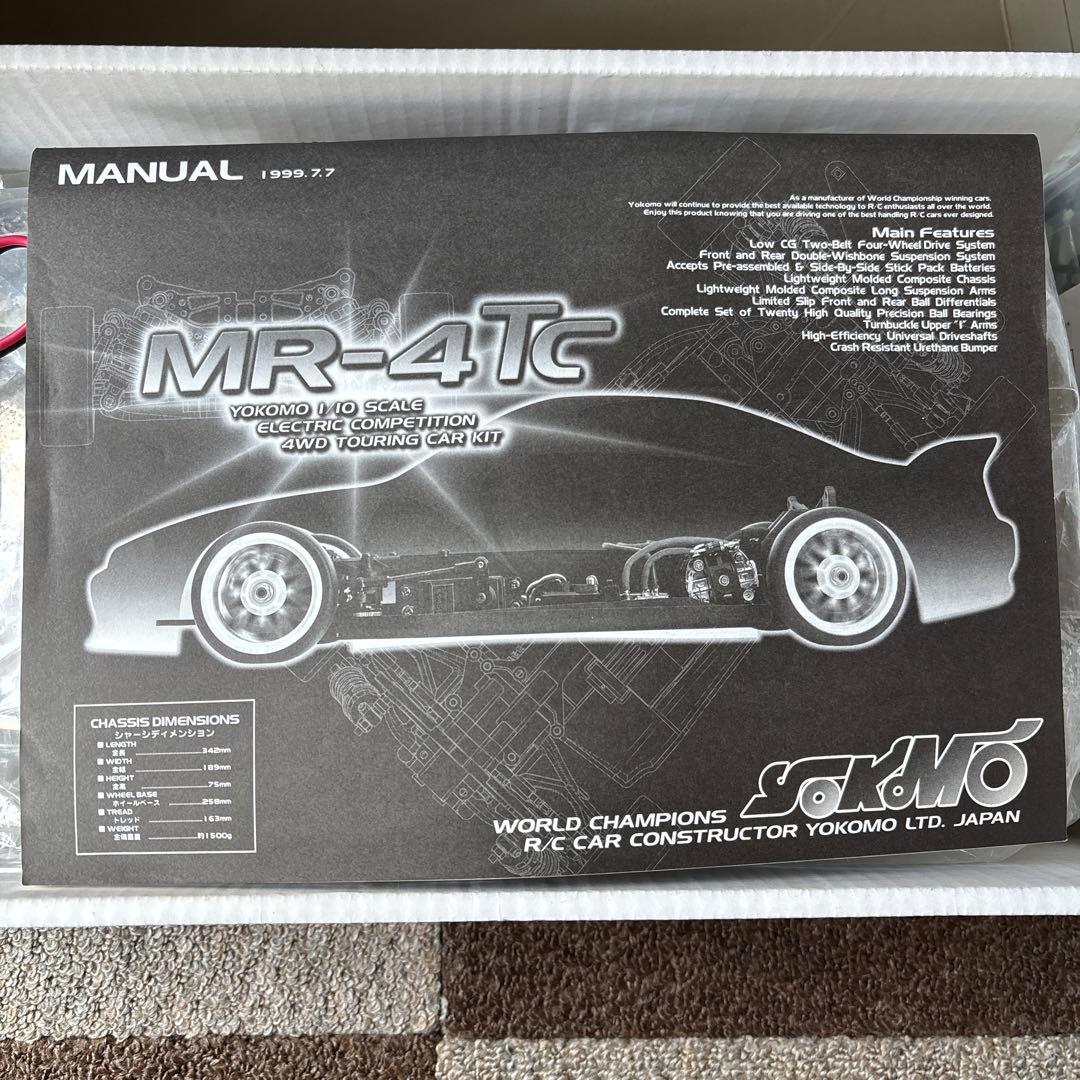 MANUAL 1999.7.7
As a manufacturer of World Championship winning cars.
Yokomo will continue to provide the best available technology to R/C enthusiasts all over the world.
Enjoy this product knowing that you are driving one of the best handling R/C cars ever designed.
Main Features
Low CG Two-Belt Four-Wheel Drive System
Front and Rear Double-Wishbone Suspension System
Accepts Pre-assembled & Side-By-Side Stick Pack Batteries
Lightweight Molded Composite Chassis
Lightweight Molded Composite Long Suspension Arms
Limited Slip Front and Rear Ball Differentials
Complete Set of Twenty High Quality Precision Ball Bearings
Turnbuckle Upper "I" Arms
High-Efficiency Universal Driveshafts
Crash Resistant Urethane Bumper
MR-4TC
YOKOMO 1/10 SCALE
ELECTRIC COMPETITION
4WD TOURING CAR KIT
CHASSIS DIMENSIONS
シャーシディメンション
■ LENGTH
全長 342mm
■ WIDTH
全幅 189mm
■ HEIGHT
全高 75mm
■ WHEEL BASE
ホイールベース 258mm
■ TREAD
トレッド 163mm
■ WEIGHT
全備重量 約1500g
YOKOMO
WORLD CHAMPIONS
R/C CAR CONSTRUCTOR YOKOMO LTD. JAPAN